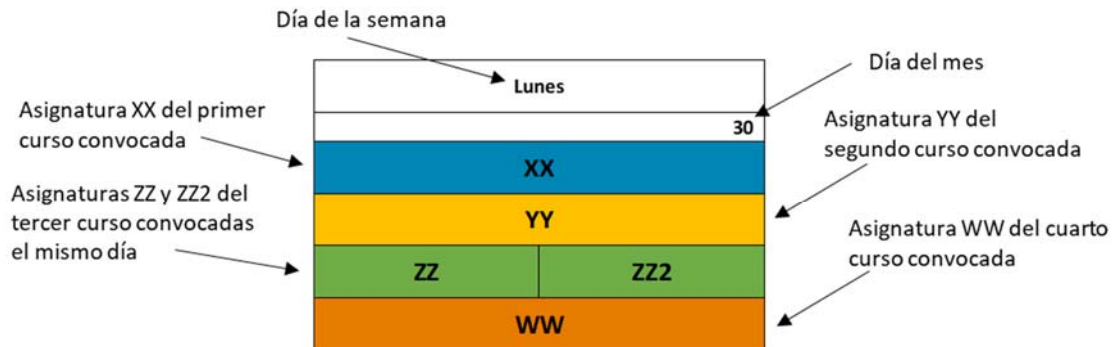 Día de la semana
Lunes
Día del mes
30
Asignatura XX del primer
curso convocada
XX
Asignatura YY del
segundo curso convocada
YY
Asignaturas ZZ y ZZ2 del
tercer curso convocadas
el mismo día
ZZ
ZZ2
Asignatura WW del cuarto
curso convocada
WW